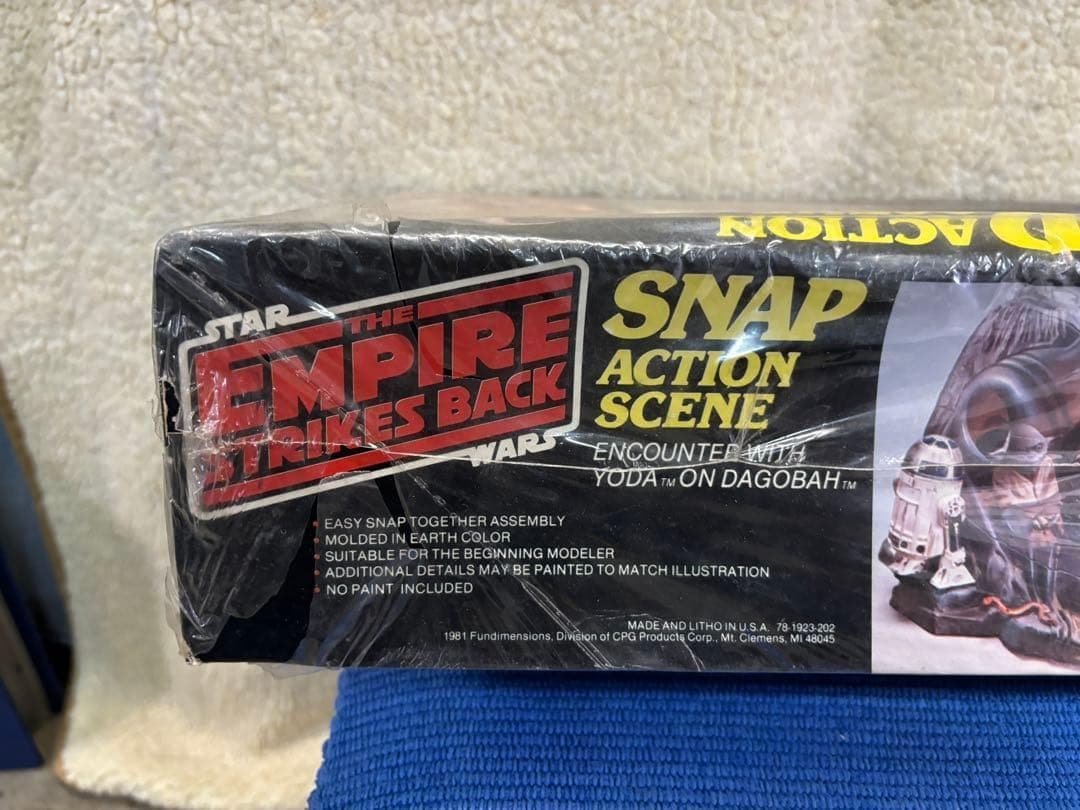 ACTION
STAR
THE
EMPIRE
STRIKES BACK
WARS
SNAP
ACTION
SCENE
ENCOUNTER WITH
YODA™ ON DAGOBAH™
• EASY SNAP TOGETHER ASSEMBLY
• MOLDED IN EARTH COLOR
• SUITABLE FOR THE BEGINNING MODELER
• ADDITIONAL DETAILS MAY BE PAINTED TO MATCH ILLUSTRATION
• NO PAINT INCLUDED
MADE AND LITHO IN U.S.A. 78-1923-202
1981 Fundimensions, Division of CPG Products Corp., Mt. Clemens, MI 48045